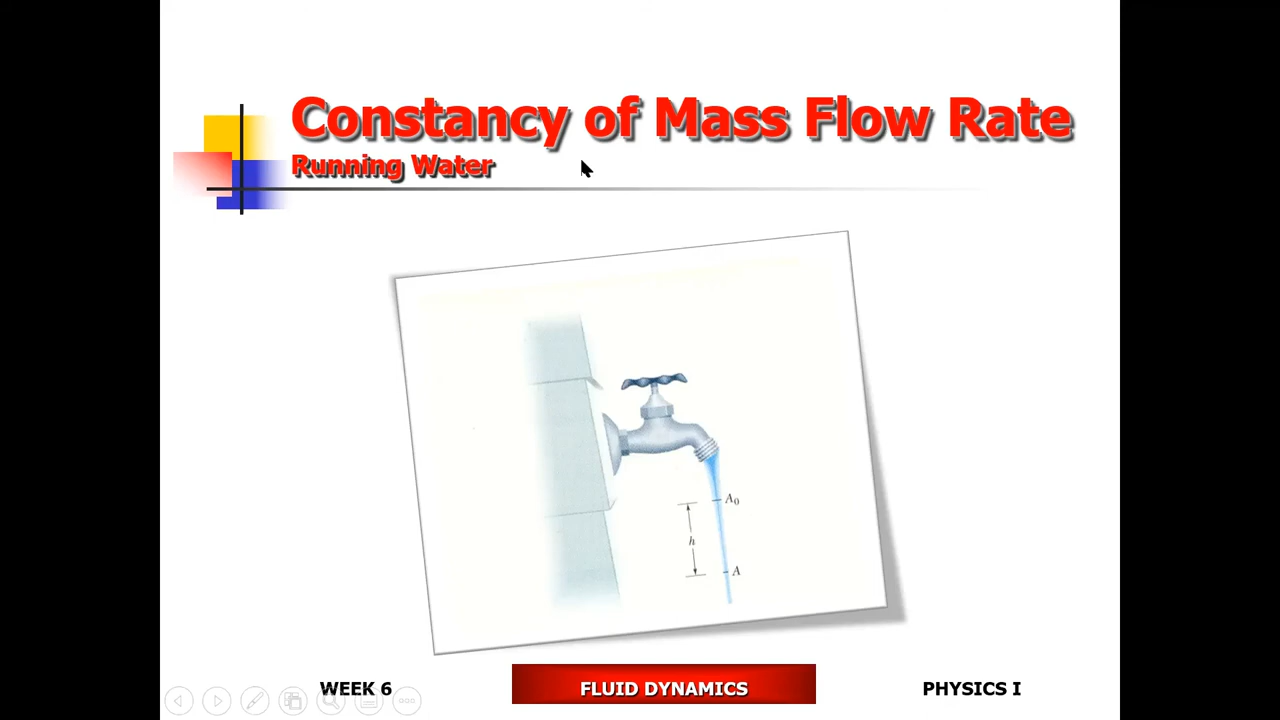 Constancy of Mass Flow Rate
Running Water
A0
h
A
WEEK 6
FLUID DYNAMICS
PHYSICS I